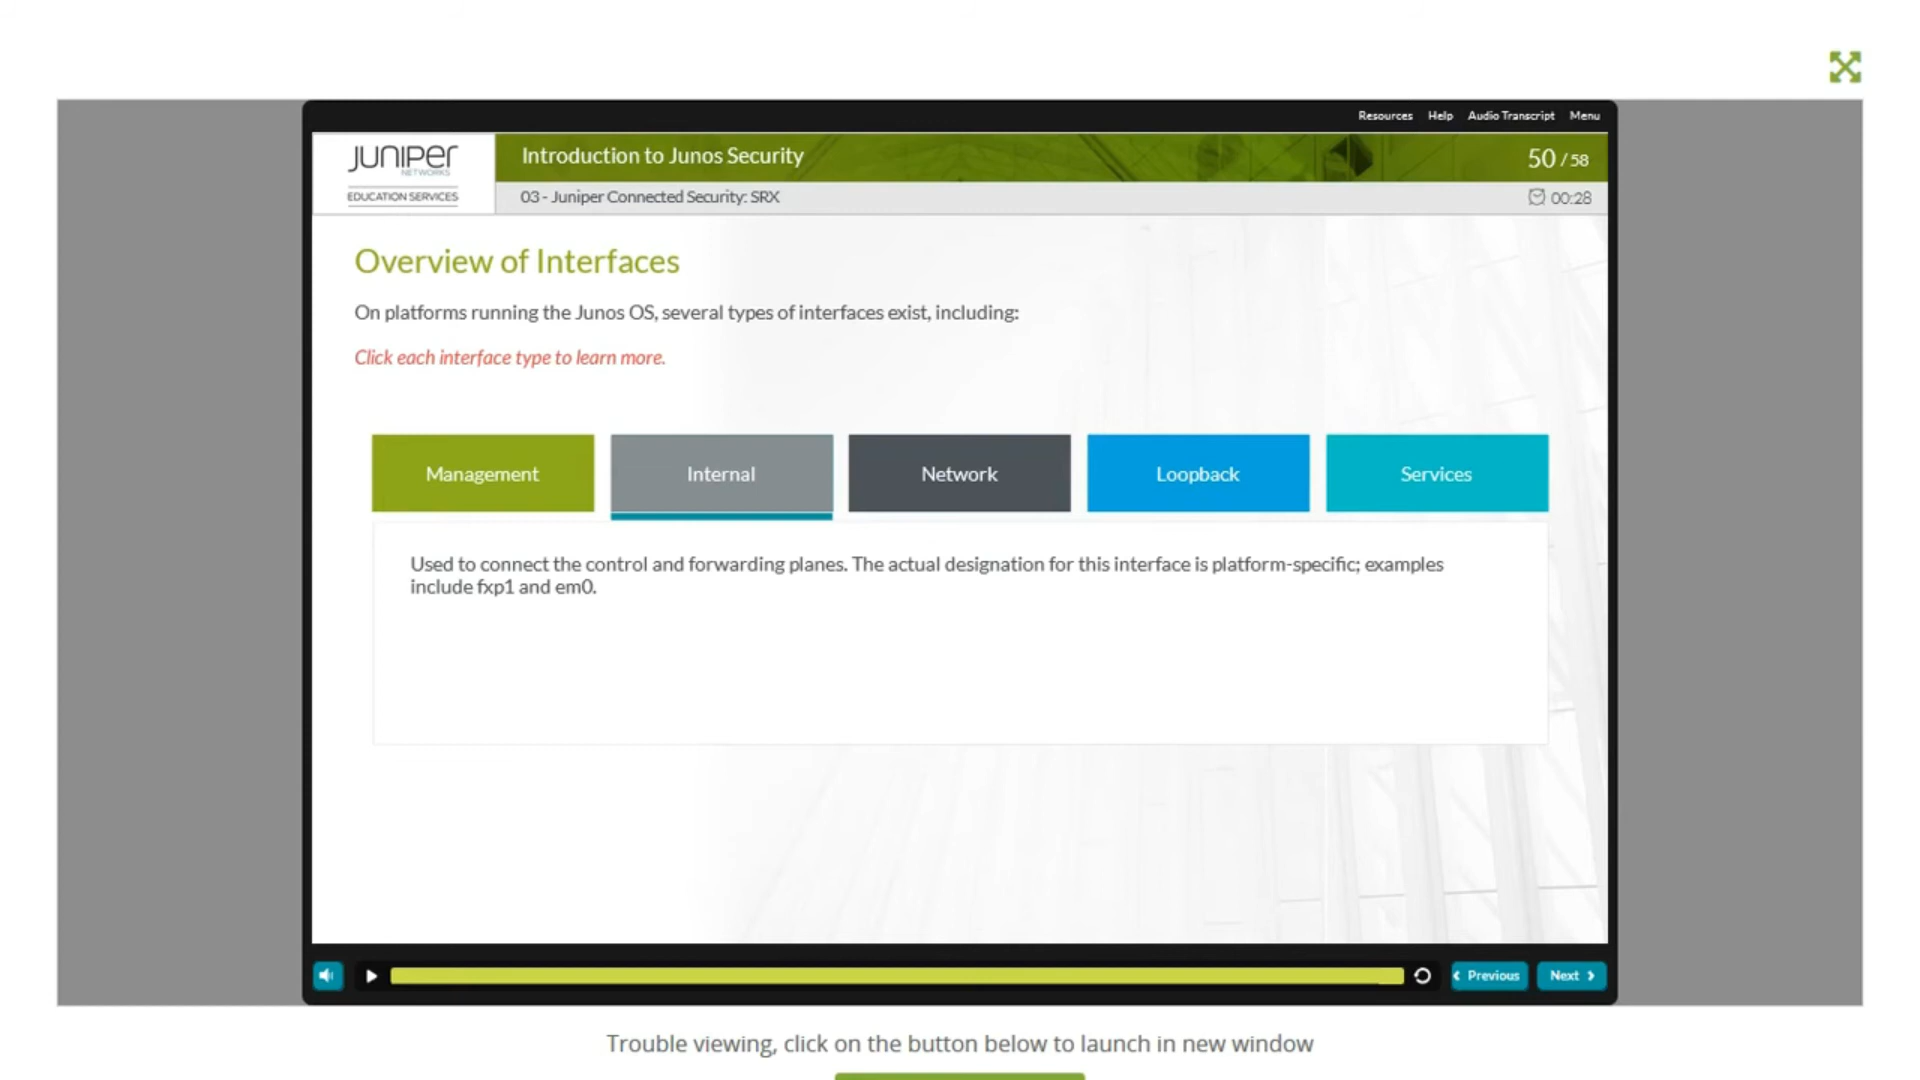 Resources Help Audio Transcript Menu
JUNIPEr
NETWORKS
EDUCATION SERVICES
Introduction to Junos Security
50 / 58
03 - Juniper Connected Security: SRX
00:28
Overview of Interfaces
On platforms running the Junos OS, several types of interfaces exist, including:
Click each interface type to learn more.
Management
Internal
Network
Loopback
Services
Used to connect the control and forwarding planes. The actual designation for this interface is platform-specific; examples
include fxp1 and em0.
Previous
Next
Trouble viewing, click on the button below to launch in new window